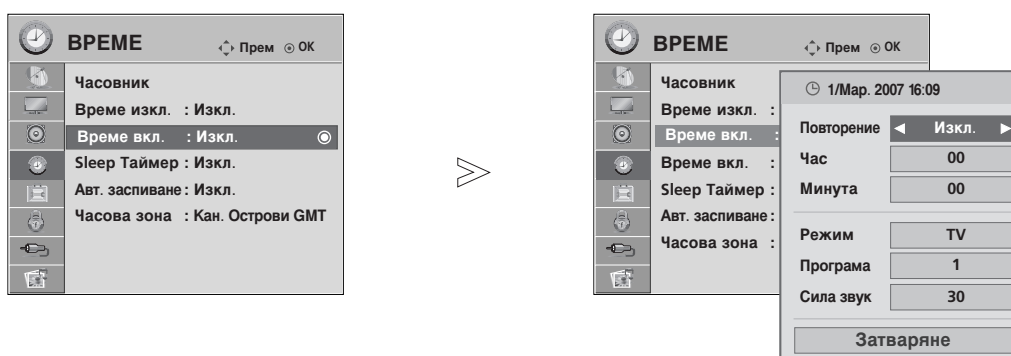 ВРЕМЕ Прем OK
Часовник
Време изкл. : Изкл.
Време вкл. : Изкл.
Sleep Таймер : Изкл.
Авт. заспиване : Изкл.
Часова зона : Кан. Острови GMT
ВРЕМЕ Прем OK
Часовник
Време изкл. :
Време вкл. :
Време вкл. :
Sleep Таймер :
Авт. заспиване :
Часова зона :
1/Мар. 2007 16:09
Повторение ◄ Изкл. ►
Час 00
Минута 00
Режим TV
Програма 1
Сила звук 30
Затваряне